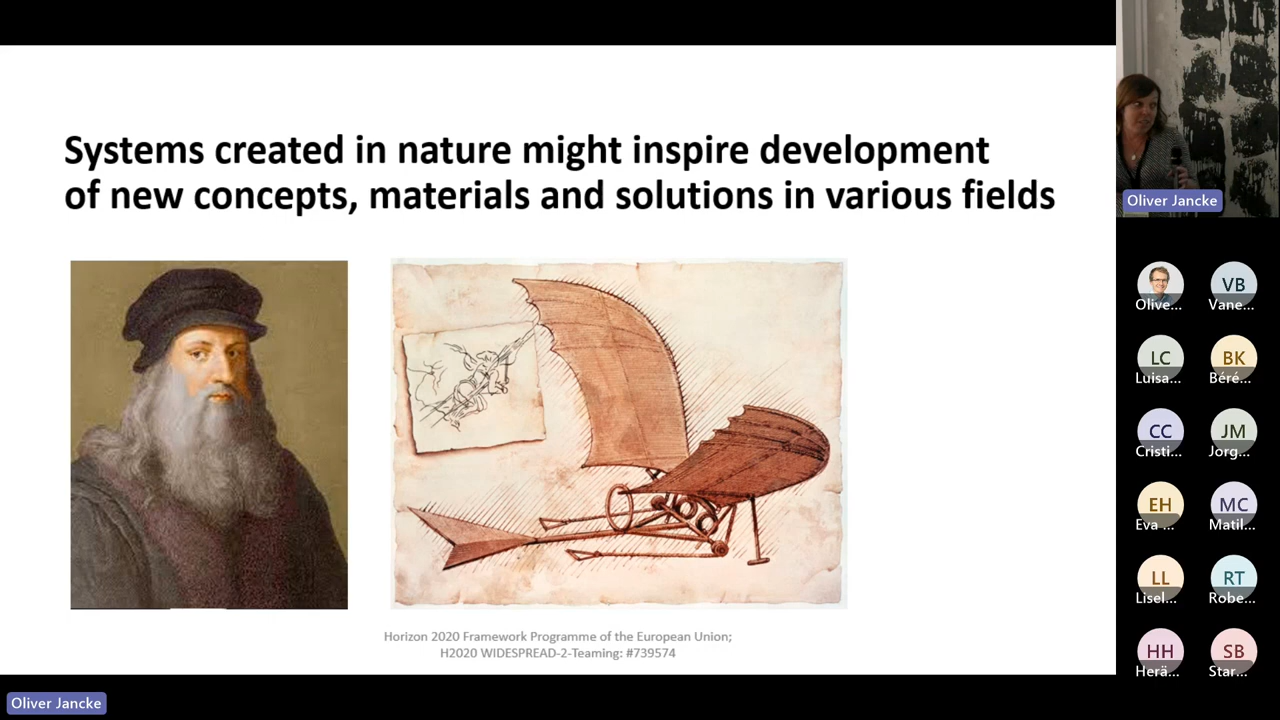 Systems created in nature might inspire development
of new concepts, materials and solutions in various fields
Horizon 2020 Framework Programme of the European Union;
H2020 WIDESPREAD-2-Teaming: #739574
Oliver Jancke
Oliver Jancke
Olive...
VB
Vane...
LC
Luisa...
BK
Béré...
CC
Cristi...
JM
Jorg...
EH
Eva ...
MC
Matil...
LL
Lisel...
RT
Robe...
HH
Herä...
SB
Star...